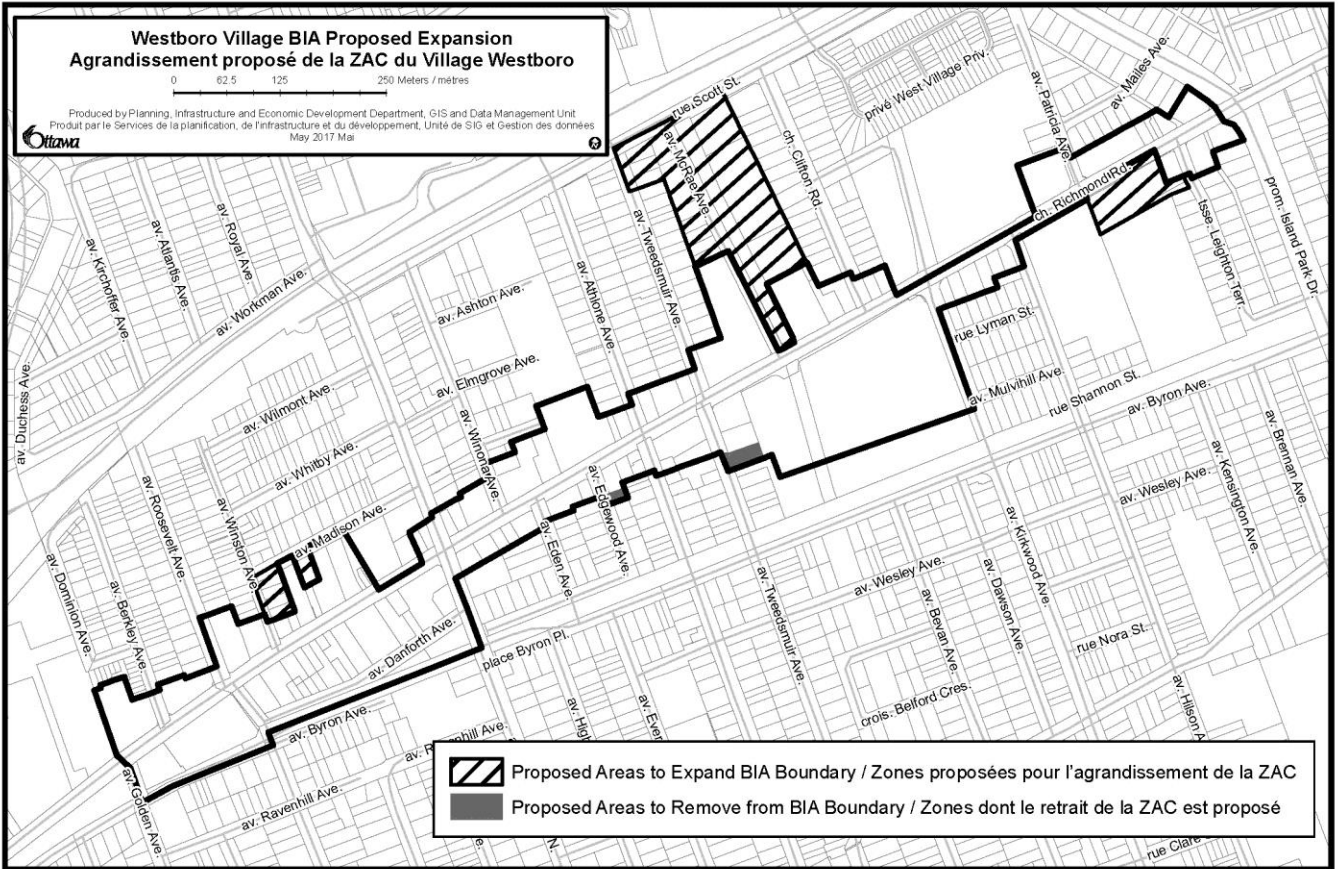 Westboro Village BIA Proposed Expansion
Agrandissement proposé de la ZAC du Village Westboro
0 62.5 125 250 Meters / mètres
Produced by Planning, Infrastructure and Economic Development Department, GIS and Data Management Unit
Produit par le Services de la planification, de l'infrastructure et du développement, Unité de SIG et Gestion des données
May 2017 Mai
Ottawa
rue Scott St.
privé West Village Priv.
av. Patricia Ave.
av. Mailes Ave.
av. McRae Ave.
ch. Clifton Rd.
ch. Richmond Rd.
prom. Island Park Dr.
tsse. Leighton Terr.
av. Kirchoffer Ave.
av. Atlantis Ave.
av. Royal Ave.
av. Workman Ave.
av. Ashton Ave.
av. Athlone Ave.
av. Tweedsmuir Ave.
rue Lyman St.
av. Duchess Ave.
av. Wilmont Ave.
av. Elmgrove Ave.
av. Mulvihill Ave.
rue Shannon St.
av. Byron Ave.
av. Whitby Ave.
av. Winona Ave.
av. Roosevelt Ave.
av. Winston Ave.
av. Madison Ave.
av. Edgewood Ave.
av. Eden Ave.
av. Wesley Ave.
av. Kensington Ave.
av. Brennan Ave.
av. Dominion Ave.
av. Berkley Ave.
av. Danforth Ave.
place Byron Pl.
av. Tweedsmuir Ave.
av. Wesley Ave.
av. Kirkwood Ave.
av. Dawson Ave.
av. Bevan Ave.
rue Nora St.
crois. Belford Cres.
av. Hilson A
av. Byron Ave.
av. High
av. Ever
av. Golden Ave.
av. Ravenhill Ave.
N.
rue Clare
Proposed Areas to Expand BIA Boundary / Zones proposées pour l'agrandissement de la ZAC
Proposed Areas to Remove from BIA Boundary / Zones dont le retrait de la ZAC est proposé